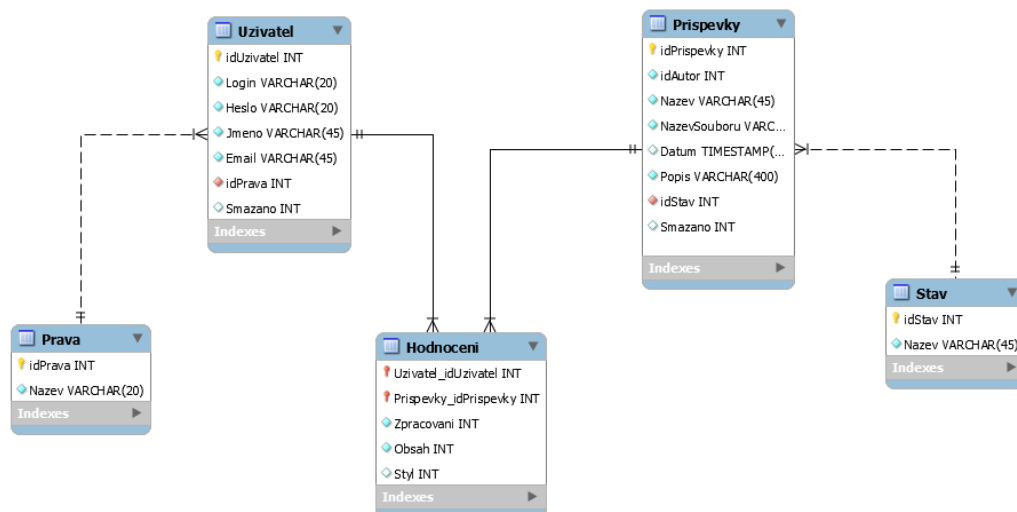 Uzivatel
idUzivatel INT
Login VARCHAR(20)
Heslo VARCHAR(20)
Jmeno VARCHAR(45)
Email VARCHAR(45)
idPrava INT
Smazano INT
Indexes
Prispevky
idPrispevky INT
idAutor INT
Nazev VARCHAR(45)
NazevSouboru VARC...
Datum TIMESTAMP(...
Popis VARCHAR(400)
idStav INT
Smazano INT
Indexes
Prava
idPrava INT
Nazev VARCHAR(20)
Indexes
Hodnoceni
Uzivatel_idUzivatel INT
Prispevky_idPrispevky INT
Zpracovani INT
Obsah INT
Styl INT
Indexes
Stav
idStav INT
Nazev VARCHAR(45)
Indexes